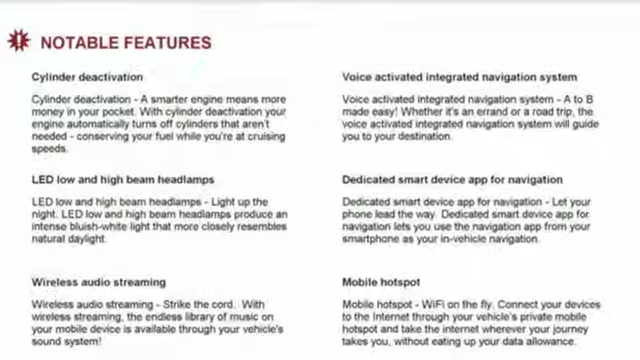 NOTABLE FEATURES
Cylinder deactivation
Cylinder deactivation - A smarter engine means more
money in your pocket. With cylinder deactivation your
engine automatically turns off cylinders that aren't
needed - conserving your fuel while you're at cruising
speeds.
Voice activated integrated navigation system
Voice activated integrated navigation system - A to B
made easy! Whether it's an errand or a road trip, the
voice activated integrated navigation system will guide
you to your destination.
LED low and high beam headlamps
LED low and high beam headlamps - Light up the
night. LED low and high beam headlamps produce an
intense bluish-white light that more closely resembles
natural daylight.
Dedicated smart device app for navigation
Dedicated smart device app for navigation - Let your
phone lead the way. Dedicated smart device app for
navigation lets you use the navigation app from your
smartphone as your in-vehicle navigation.
Wireless audio streaming
Wireless audio streaming - Strike the cord. With
wireless streaming, the endless library of music on
your mobile device is available through your vehicle's
sound system!
Mobile hotspot
Mobile hotspot - WiFi on the fly. Connect your devices
to the Internet through your vehicle's private mobile
hotspot and take the internet wherever your journey
takes you, without eating up your data allowance.